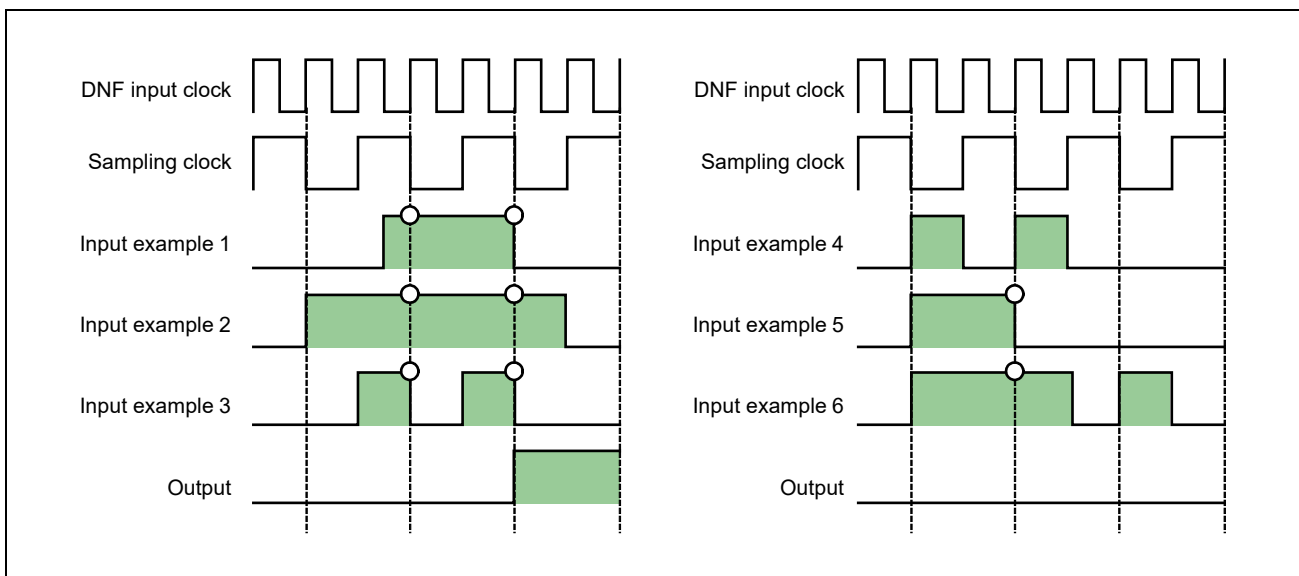 DNF input clock
Sampling clock
Input example 1
Input example 2
Input example 3
Output
DNF input clock
Sampling clock
Input example 4
Input example 5
Input example 6
Output